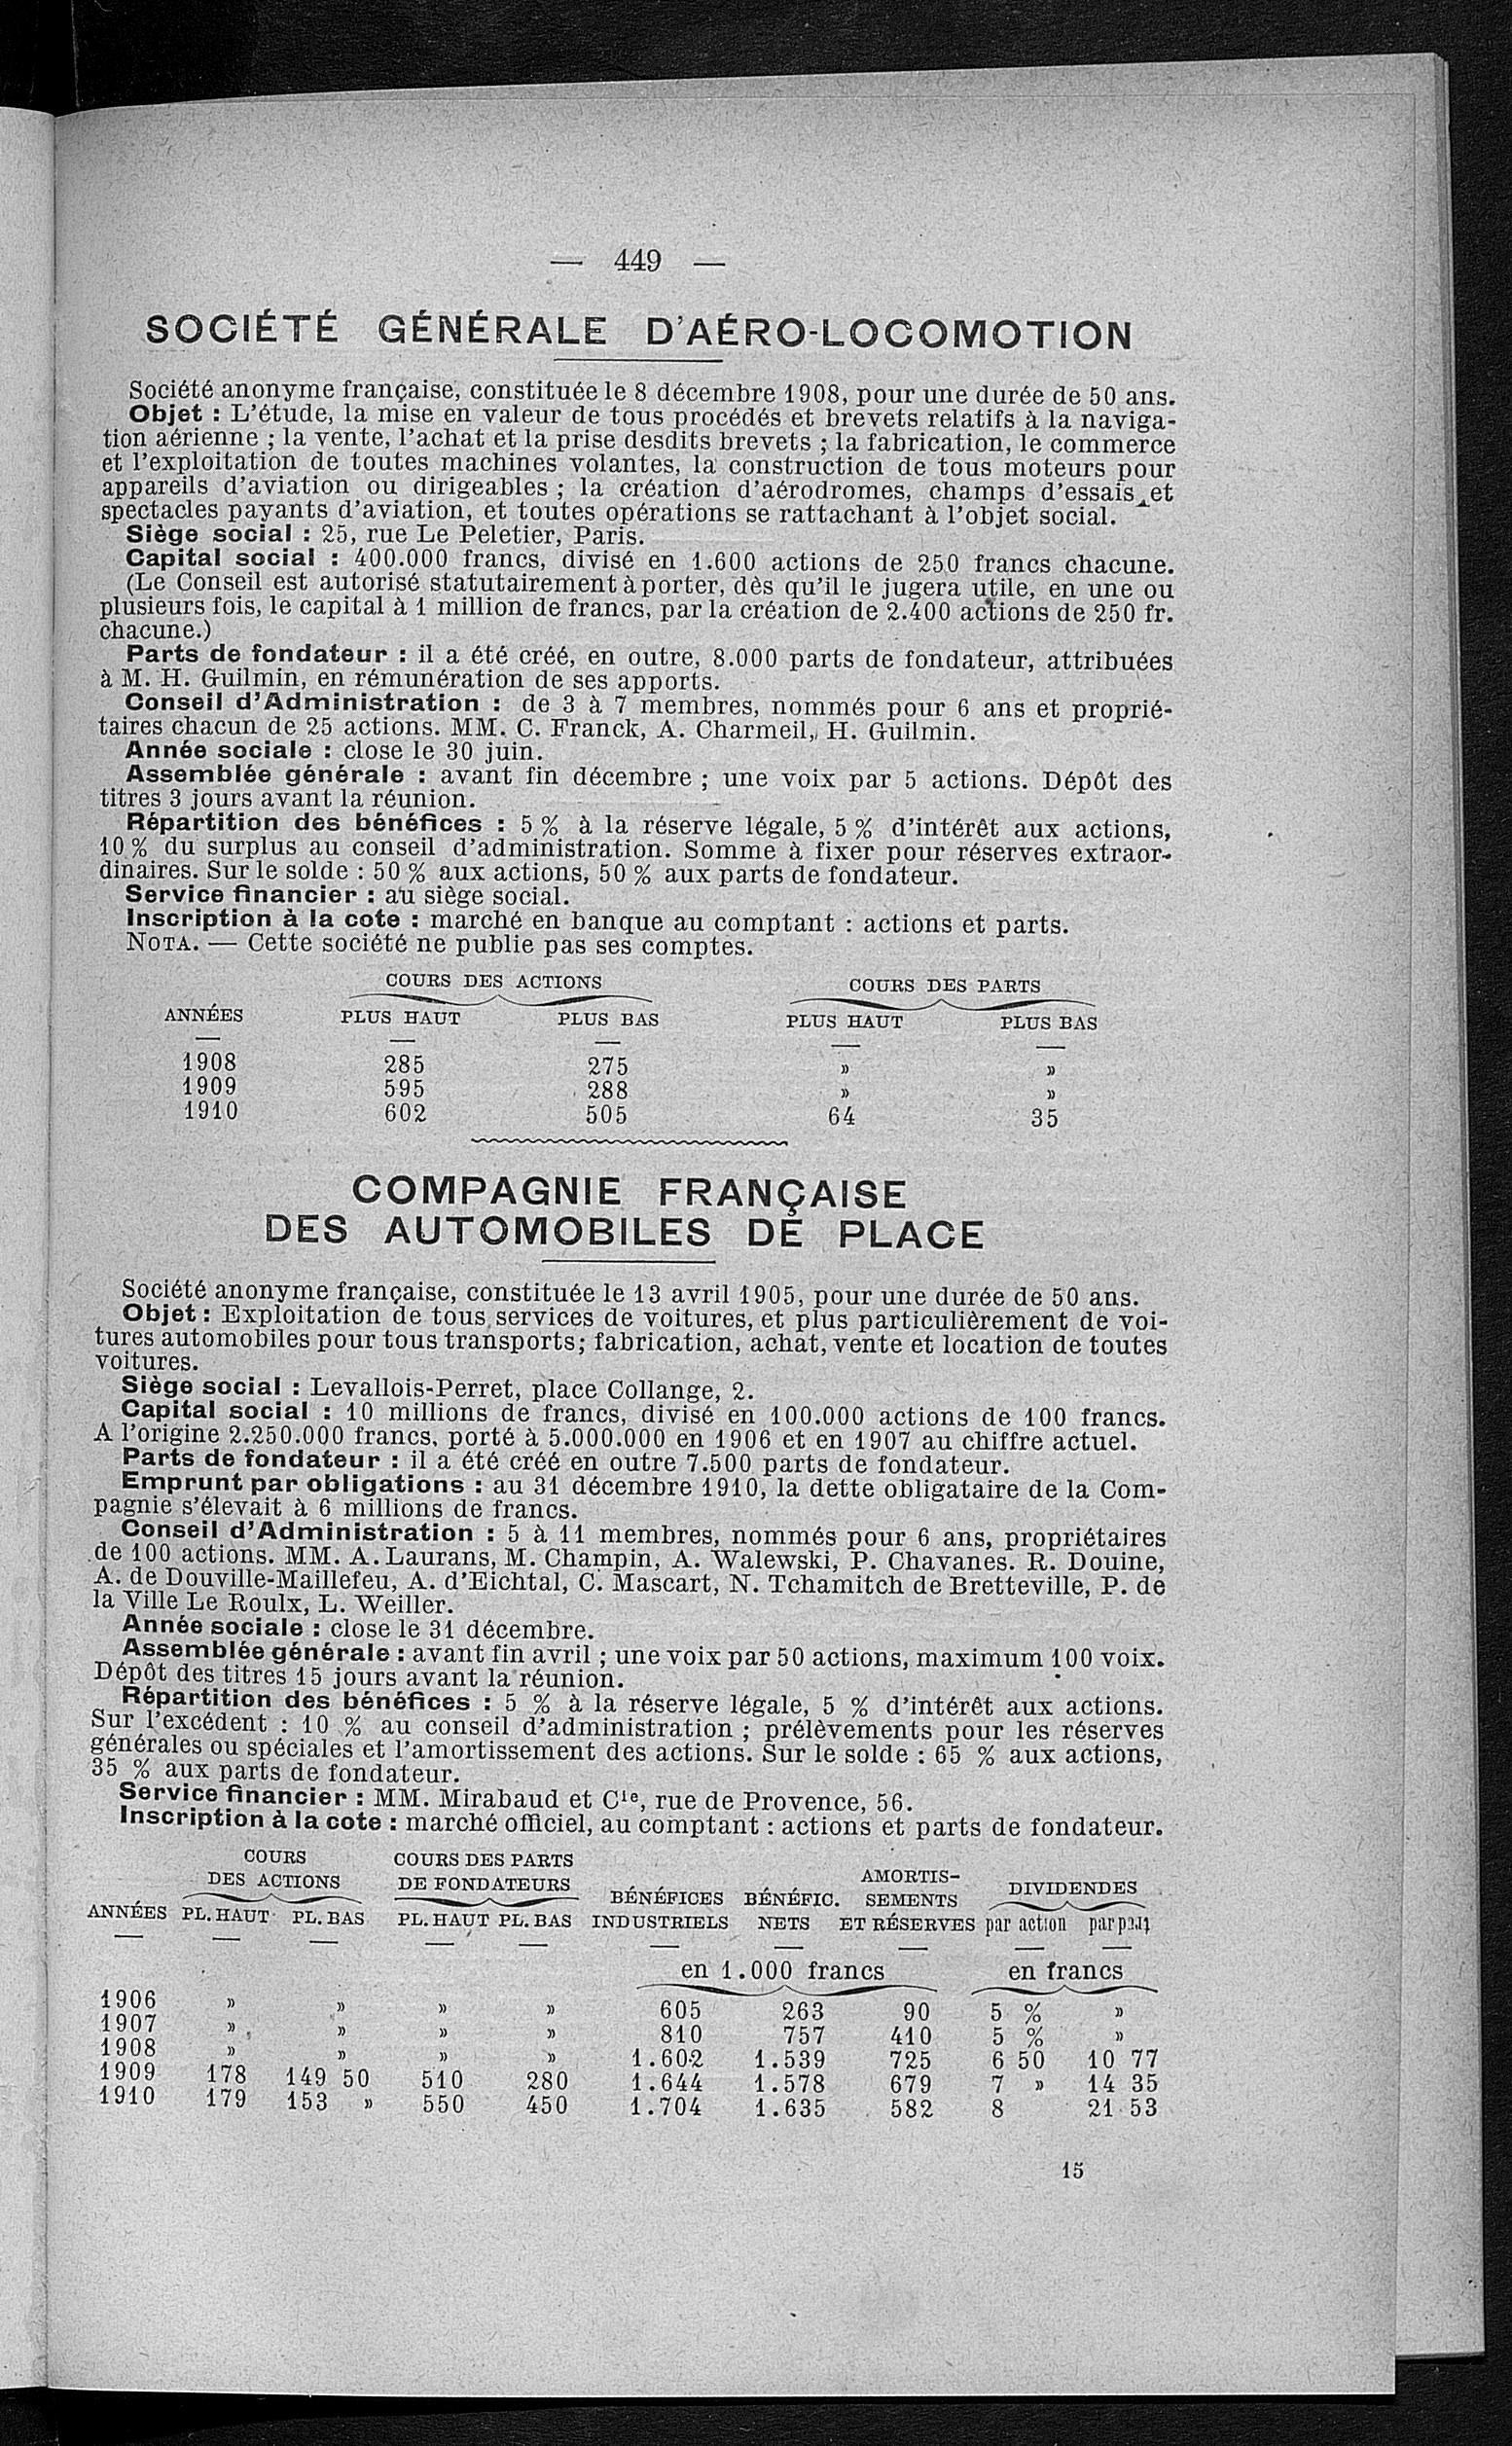 — 449 —
SOCIÉTÉ GÉNÉRALE D'AÉRO-LOCOMOTION
Société anonyme française, constituée le 8 décembre 1908, pour une durée de 50 ans.
Objet : L'étude, la mise en valeur de tous procédés et brevets relatifs à la naviga-
tion aérienne ; la vente, l'achat et la prise desdits brevets ; la fabrication, le commerce
et l'exploitation de toutes machines volantes, la construction de tous moteurs pour
appareils d'aviation ou dirigeables ; la création d'aérodromes, champs d'essais et
spectacles payants d'aviation, et toutes opérations se rattachant à l'objet social.
Siège social : 25, rue Le Peletier, Paris.
Capital social : 400.000 francs, divisé en 1.600 actions de 250 francs chacune.
(Le Conseil est autorisé statutairement à porter, dès qu'il le jugera utile, en une ou
plusieurs fois, le capital à 1 million de francs, par la création de 2.400 actions de 250 fr.
chacune.)
Parts de fondateur : il a été créé, en outre, 8.000 parts de fondateur, attribuées
à M. H. Guilmin, en rémunération de ses apports.
Conseil d'Administration : de 3 à 7 membres, nommés pour 6 ans et proprié-
taires chacun de 25 actions. MM. C. Franck, A. Charmeil, H. Guilmin.
Année sociale : close le 30 juin.
Assemblée générale : avant fin décembre ; une voix par 5 actions. Dépôt des
titres 3 jours avant la réunion.
Répartition des bénéfices : 5 % à la réserve légale, 5 % d'intérêt aux actions,
10 % du surplus au conseil d'administration. Somme à fixer pour réserves extraor-
dinaires. Sur le solde : 50 % aux actions, 50 % aux parts de fondateur.
Service financier : au siège social.
Inscription à la cote : marché en banque au comptant : actions et parts.
NOTA. — Cette société ne publie pas ses comptes.
COURS DES ACTIONS COURS DES PARTS
ANNÉES PLUS HAUT PLUS BAS PLUS HAUT PLUS BAS
1908 285 275 » »
1909 595 288 » »
1910 602 505 64 35
COMPAGNIE FRANÇAISE
DES AUTOMOBILES DE PLACE
Société anonyme française, constituée le 13 avril 1905, pour une durée de 50 ans.
Objet : Exploitation de tous services de voitures, et plus particulièrement de voi-
tures automobiles pour tous transports; fabrication, achat, vente et location de toutes
voitures.
Siège social : Levallois-Perret, place Collange, 2.
Capital social : 10 millions de francs, divisé en 100.000 actions de 100 francs.
A l'origine 2.250.000 francs, porté à 5.000.000 en 1906 et en 1907 au chiffre actuel.
Parts de fondateur : il a été créé en outre 7.500 parts de fondateur.
Emprunt par obligations : au 31 décembre 1910, la dette obligataire de la Com-
pagnie s'élevait à 6 millions de francs.
Conseil d'Administration : 5 à 11 membres, nommés pour 6 ans, propriétaires
de 100 actions. MM. A. Laurans, M. Champin, A. Walewski, P. Chavanes. R. Douine,
A. de Douville-Maillefeu, A. d'Eichtal, C. Mascart, N. Tchamitch de Bretteville, P. de
la Ville Le Roulx, L. Weiller.
Année sociale : close le 31 décembre.
Assemblée générale : avant fin avril ; une voix par 50 actions, maximum 100 voix.
Dépôt des titres 15 jours avant la réunion.
Répartition des bénéfices : 5 % à la réserve légale, 5 % d'intérêt aux actions.
Sur l'excédent : 10 % au conseil d'administration ; prélèvements pour les réserves
générales ou spéciales et l'amortissement des actions. Sur le solde : 65 % aux actions,
35 % aux parts de fondateur.
Service financier : MM. Mirabaud et Cie, rue de Provence, 56.
Inscription à la cote : marché officiel, au comptant : actions et parts de fondateur.
COURS COURS DES PARTS AMORTIS-
DES ACTIONS DE FONDATEURS BÉNÉFICES BÉNÉFIC. SEMENTS DIVIDENDES
ANNÉES PL. HAUT PL. BAS PL. HAUT PL. BAS INDUSTRIELS NETS ET RÉSERVES par action par part
en 1.000 francs en francs
1906 » » » » 605 263 90 5 % »
1907 » » » » 810 757 410 5 % »
1908 » » » » 1.602 1.539 725 6 50 10 77
1909 178 149 50 510 280 1.644 1.578 679 7 » 14 35
1910 179 153 » 550 450 1.704 1.635 582 8 21 53
15